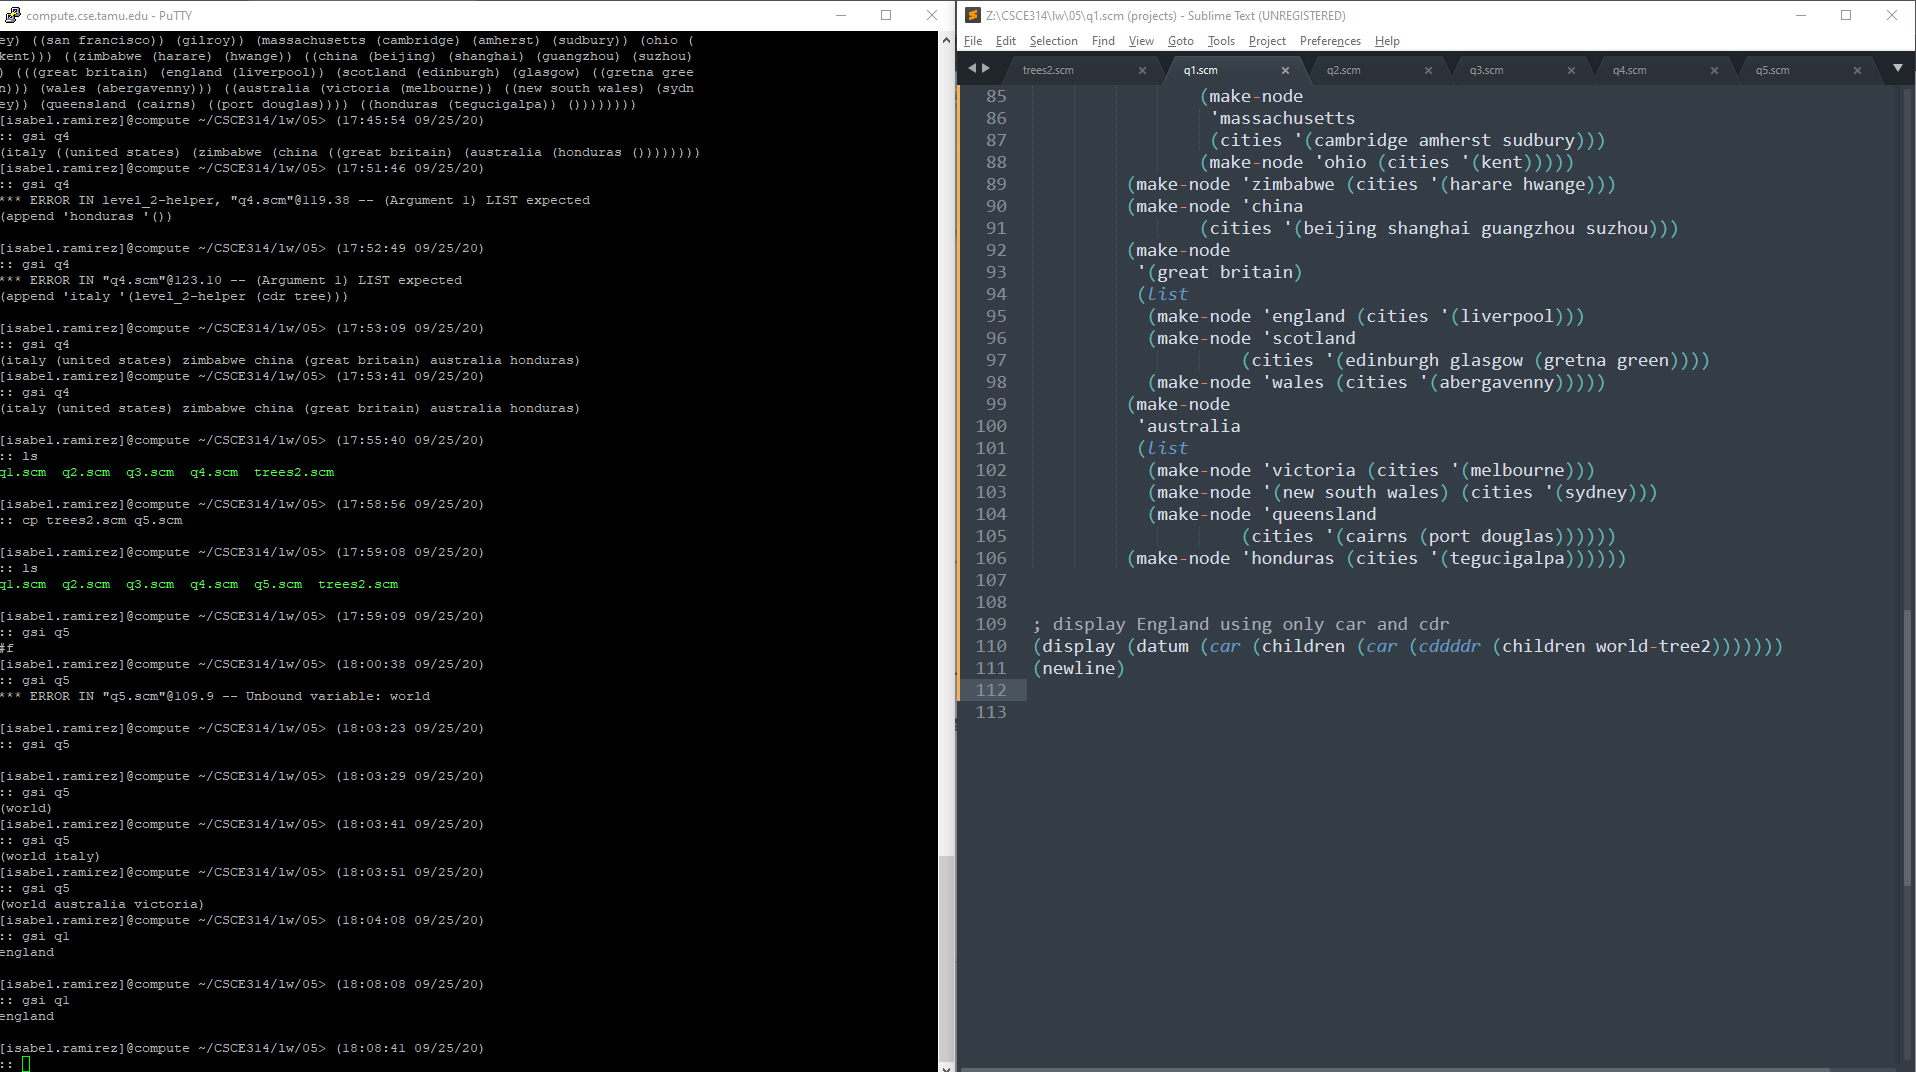 compute.cse.tamu.edu - PuTTY
ey) ((san francisco)) (gilroy)) (massachusetts (cambridge) (amherst) (sudbury)) (ohio (
kent))) ((zimbabwe (harare) (hwange)) ((china (beijing) (shanghai) (guangzhou) (suzhou)
) (((great britain) (england (liverpool)) (scotland (edinburgh) (glasgow) ((gretna gree
n))) (wales (abergavenny))) ((australia (victoria (melbourne)) ((new south wales) (sydn
ey)) (queensland (cairns) ((port douglas)))) ((honduras (tegucigalpa)) ())))))))
[isabel.ramirez]@compute ~/CSCE314/lw/05> (17:45:54 09/25/20)
:: gsi q4
(italy ((united states) (zimbabwe (china ((great britain) (australia (honduras ())))))))
[isabel.ramirez]@compute ~/CSCE314/lw/05> (17:51:46 09/25/20)
:: gsi q4
*** ERROR IN level_2-helper, "q4.scm"@119.38 -- (Argument 1) LIST expected
(append 'honduras '())
[isabel.ramirez]@compute ~/CSCE314/lw/05> (17:52:49 09/25/20)
:: gsi q4
*** ERROR IN "q4.scm"@123.10 -- (Argument 1) LIST expected
(append 'italy '(level_2-helper (cdr tree)))
[isabel.ramirez]@compute ~/CSCE314/lw/05> (17:53:09 09/25/20)
:: gsi q4
(italy (united states) zimbabwe china (great britain) australia honduras)
[isabel.ramirez]@compute ~/CSCE314/lw/05> (17:53:41 09/25/20)
:: gsi q4
(italy (united states) zimbabwe china (great britain) australia honduras)
[isabel.ramirez]@compute ~/CSCE314/lw/05> (17:55:40 09/25/20)
:: ls
q1.scm q2.scm q3.scm q4.scm trees2.scm
[isabel.ramirez]@compute ~/CSCE314/lw/05> (17:58:56 09/25/20)
:: cp trees2.scm q5.scm
[isabel.ramirez]@compute ~/CSCE314/lw/05> (17:59:08 09/25/20)
:: ls
q1.scm q2.scm q3.scm q4.scm q5.scm trees2.scm
[isabel.ramirez]@compute ~/CSCE314/lw/05> (17:59:09 09/25/20)
:: gsi q5
#f
[isabel.ramirez]@compute ~/CSCE314/lw/05> (18:00:38 09/25/20)
:: gsi q5
*** ERROR IN "q5.scm"@109.9 -- Unbound variable: world
[isabel.ramirez]@compute ~/CSCE314/lw/05> (18:03:23 09/25/20)
:: gsi q5
[isabel.ramirez]@compute ~/CSCE314/lw/05> (18:03:29 09/25/20)
:: gsi q5
(world)
[isabel.ramirez]@compute ~/CSCE314/lw/05> (18:03:41 09/25/20)
:: gsi q5
(world italy)
[isabel.ramirez]@compute ~/CSCE314/lw/05> (18:03:51 09/25/20)
:: gsi q5
(world australia victoria)
[isabel.ramirez]@compute ~/CSCE314/lw/05> (18:04:08 09/25/20)
:: gsi q1
england
[isabel.ramirez]@compute ~/CSCE314/lw/05> (18:08:08 09/25/20)
:: gsi q1
england
[isabel.ramirez]@compute ~/CSCE314/lw/05> (18:08:41 09/25/20)
::
Z:\CSCE314\lw\05\q1.scm (projects) - Sublime Text (UNREGISTERED)
File Edit Selection Find View Goto Tools Project Preferences Help
trees2.scm q1.scm q2.scm q3.scm q4.scm q5.scm
85 (make-node
86 'massachusetts
87 (cities '(cambridge amherst sudbury)))
88 (make-node 'ohio (cities '(kent)))))
89 (make-node 'zimbabwe (cities '(harare hwange)))
90 (make-node 'china
91 (cities '(beijing shanghai guangzhou suzhou)))
92 (make-node
93 '(great britain)
94 (list
95 (make-node 'england (cities '(liverpool)))
96 (make-node 'scotland
97 (cities '(edinburgh glasgow (gretna green))))
98 (make-node 'wales (cities '(abergavenny)))))
99 (make-node
100 'australia
101 (list
102 (make-node 'victoria (cities '(melbourne)))
103 (make-node '(new south wales) (cities '(sydney)))
104 (make-node 'queensland
105 (cities '(cairns (port douglas))))))
106 (make-node 'honduras (cities '(tegucigalpa))))))
107
108
109 ; display England using only car and cdr
110 (display (datum (car (children (car (cddddr (children world-tree2)))))))
111 (newline)
112
113